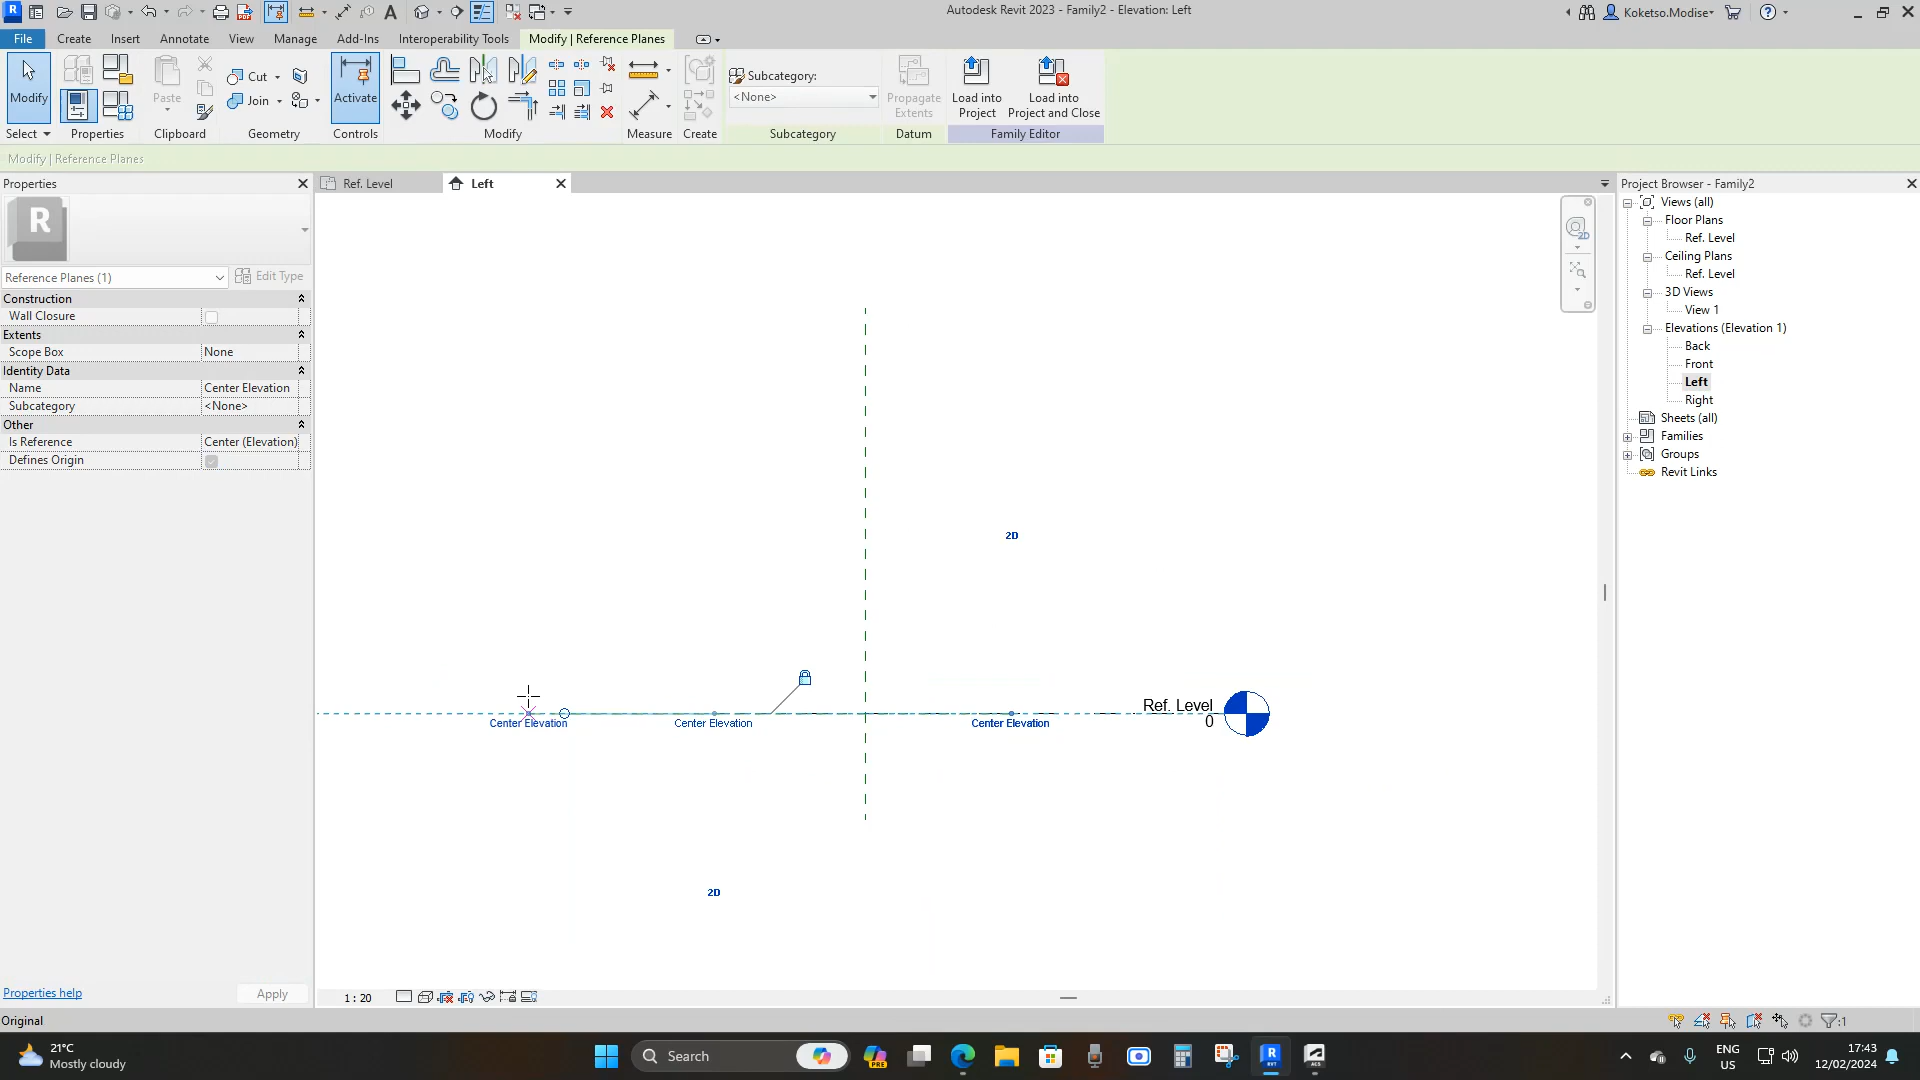 Autodesk Revit 2023 - Family2 - Elevation: Left
Koketso.Modise
File Create Insert Annotate View Manage Add-Ins Interoperability Tools Modify | Reference Planes
Modify
Paste
Cut
Join
Activate
Subcategory:
<None>
Propagate Extents
Load into Project
Load into Project and Close
Select Properties Clipboard Geometry Controls Modify Measure Create Subcategory Datum Family Editor
Modify | Reference Planes
Properties
Ref. Level
Left
Project Browser - Family2
R
Reference Planes (1)
Edit Type
Construction
Wall Closure
Extents
Scope Box None
Identity Data
Name Center Elevation
Subcategory <None>
Other
Is Reference Center (Elevation)
Defines Origin
Views (all)
Floor Plans
Ref. Level
Ceiling Plans
Ref. Level
3D Views
View 1
Elevations (Elevation 1)
Back
Front
Left
Right
Sheets (all)
Families
Groups
Revit Links
2D
2D
Ref. Level
0
Center Elevation
Center Elevation
Center Elevation
2D
Properties help
Apply
1 : 20
Original
:1
21°C
Mostly cloudy
Search
PRE
ENG
US
17:43
12/02/2024